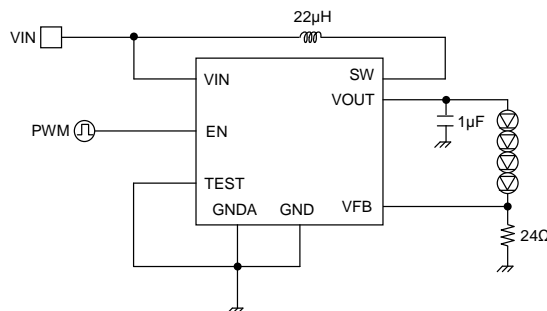 22μH
VIN
VIN
SW
VOUT
1μF
PWM
EN
TEST
GNDA
GND
VFB
24Ω